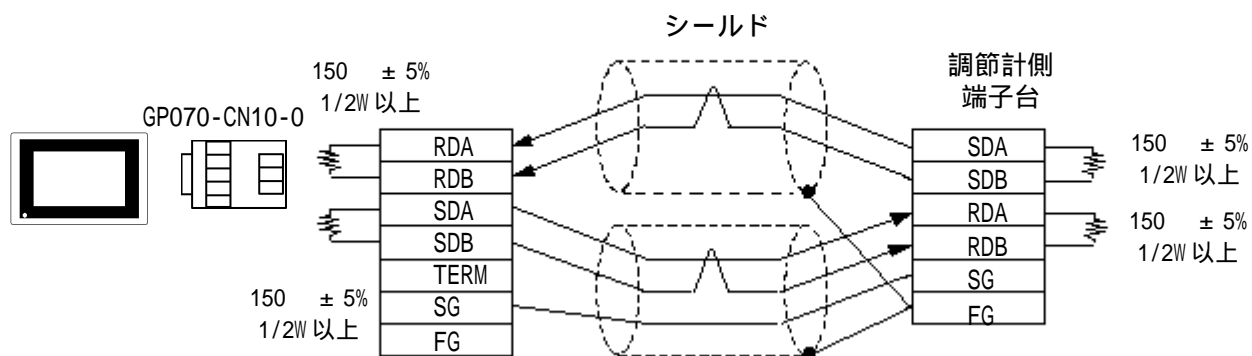 シールド
150 ± 5%
1/2W 以上
GP070-CN10-0
RDA
RDB
SDA
SDB
TERM
SG
FG
150 ± 5%
1/2W 以上
調節計側
端子台
SDA
SDB
RDA
RDB
SG
FG
150 ± 5%
1/2W 以上
150 ± 5%
1/2W 以上